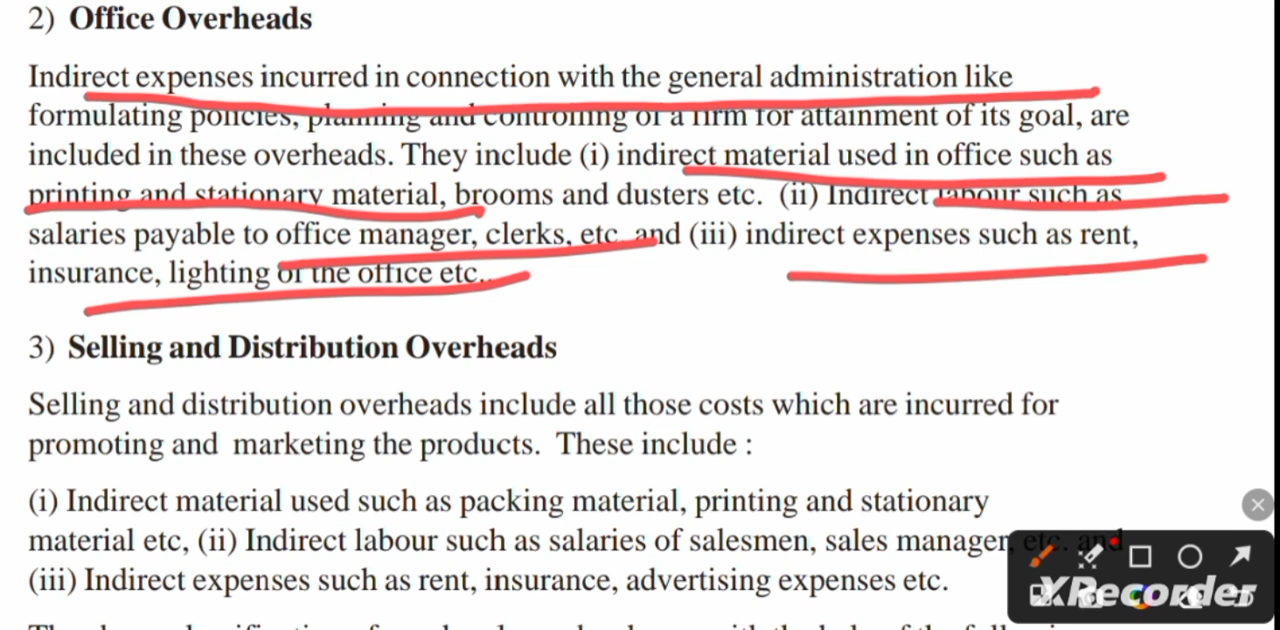 2) Office Overheads
Indirect expenses incurred in connection with the general administration like
formulating policies, planning and controlling of a firm for attainment of its goal, are
included in these overheads. They include (i) indirect material used in office such as
printing and stationary material, brooms and dusters etc. (ii) Indirect labour such as
salaries payable to office manager, clerks, etc. and (iii) indirect expenses such as rent,
insurance, lighting of the office etc..
3) Selling and Distribution Overheads
Selling and distribution overheads include all those costs which are incurred for
promoting and marketing the products. These include :
(i) Indirect material used such as packing material, printing and stationary
material etc, (ii) Indirect labour such as salaries of salesmen, sales manager, etc. and
(iii) Indirect expenses such as rent, insurance, advertising expenses etc.
XRecorder